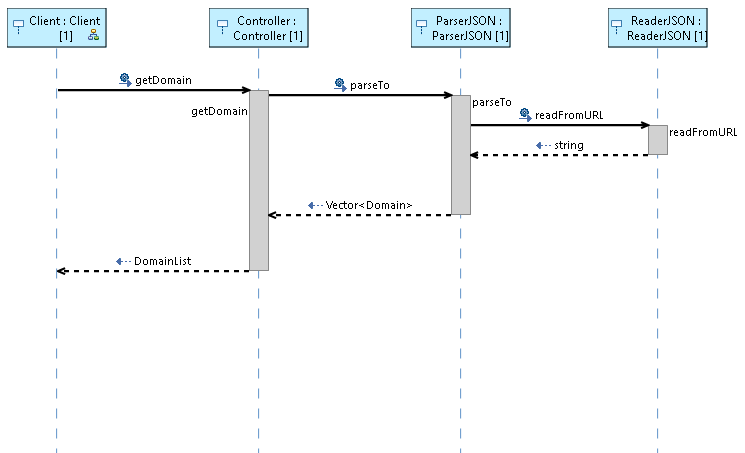 Client : Client
[1]
Controller :
Controller [1]
ParserJSON :
ParserJSON [1]
ReaderJSON :
ReaderJSON [1]
getDomain
parseTo
getDomain
parseTo
readFromURL
readFromURL
string
Vector<Domain>
DomainList